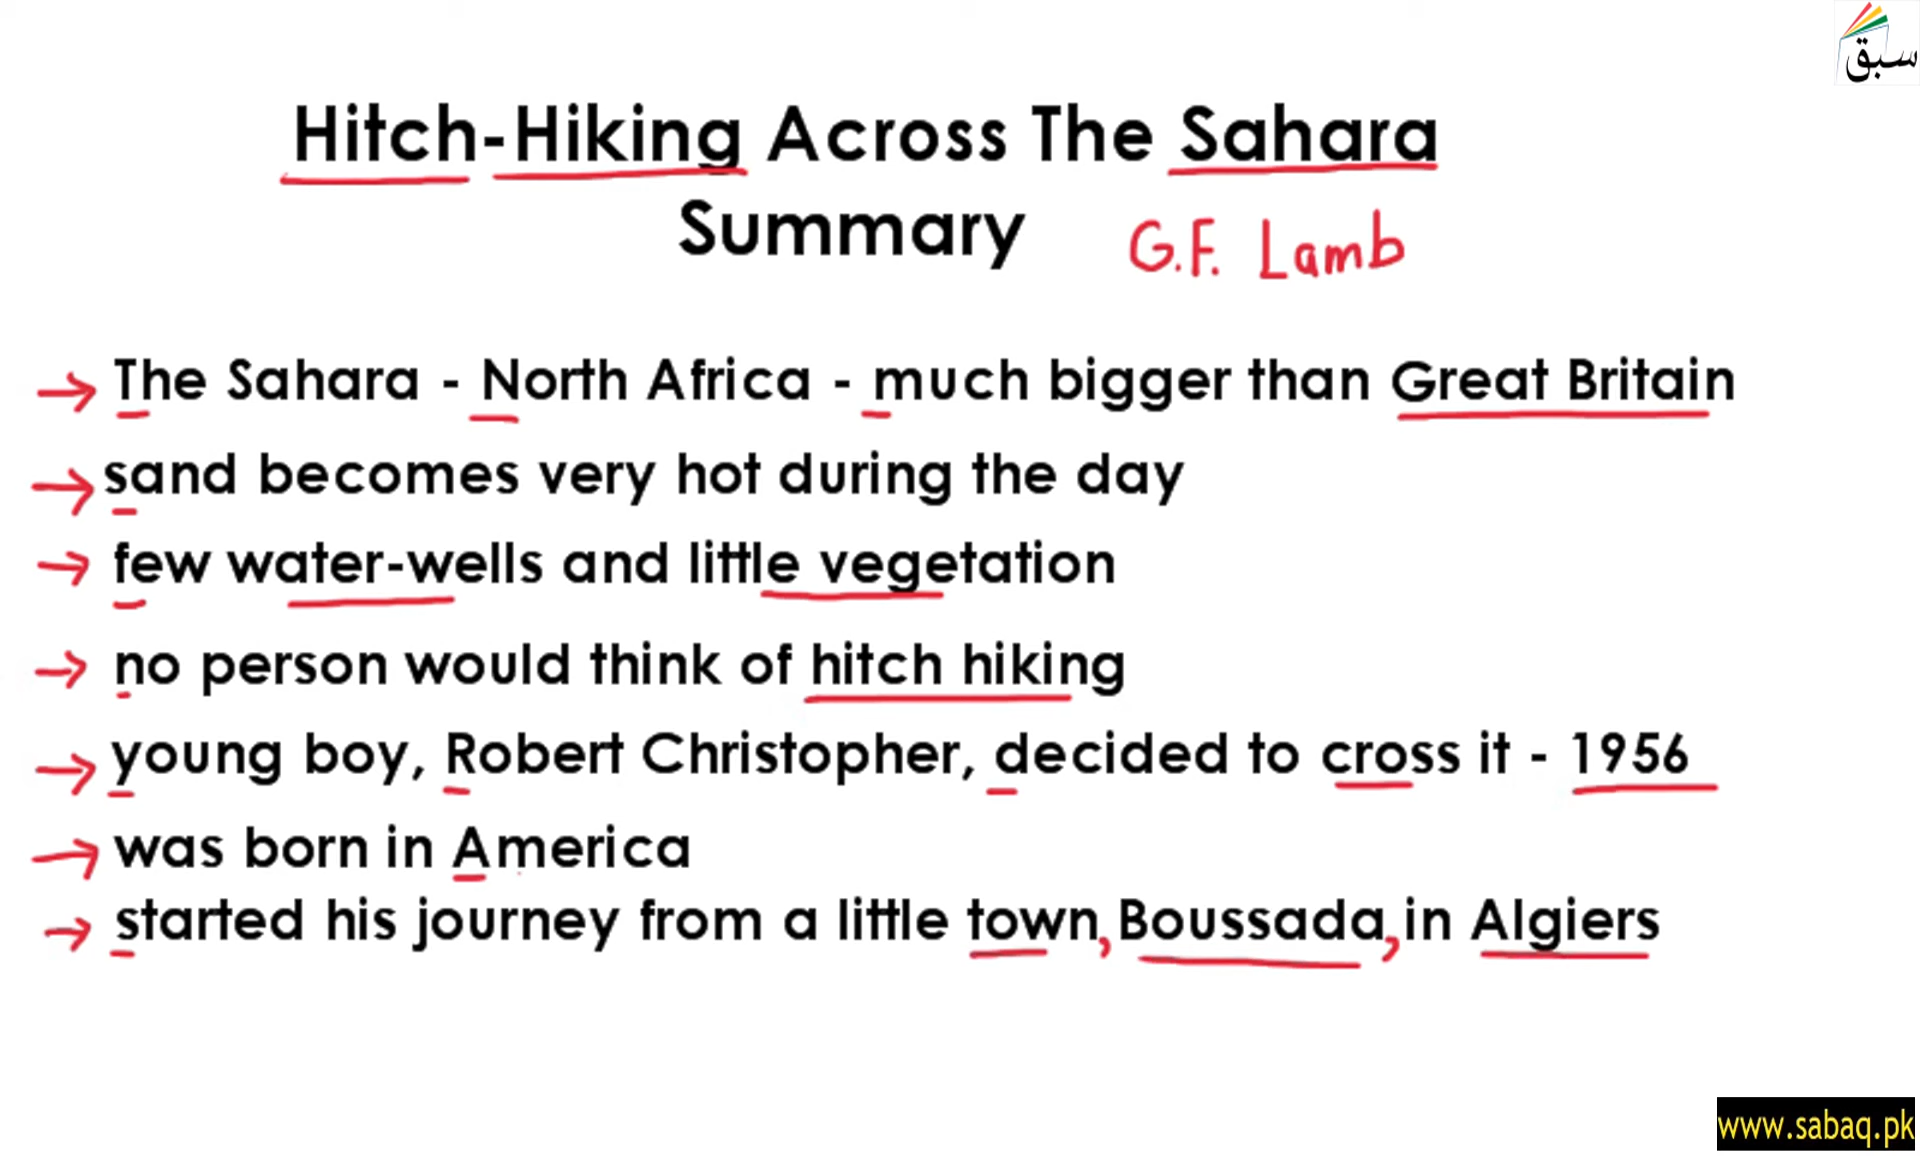 سبق
Hitch-Hiking Across The Sahara
Summary G.F. Lamb
→ The Sahara - North Africa - much bigger than Great Britain
→ sand becomes very hot during the day
→ few water-wells and little vegetation
→ no person would think of hitch hiking
→ young boy, Robert Christopher, decided to cross it - 1956
→ was born in America
→ started his journey from a little town, Boussada, in Algiers
www.sabaq.pk